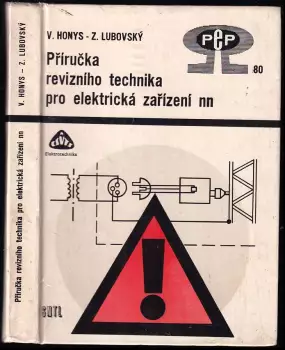 V. HONYS - Z. LUBOVSKÝ
PéP
80
Příručka
revizního technika
pro elektrická zařízení nn
Elektrotechnika
SNTL
V. HONYS – Z. LUBOVSKÝ
Příručka revizního technika pro elektrická zařízení nn